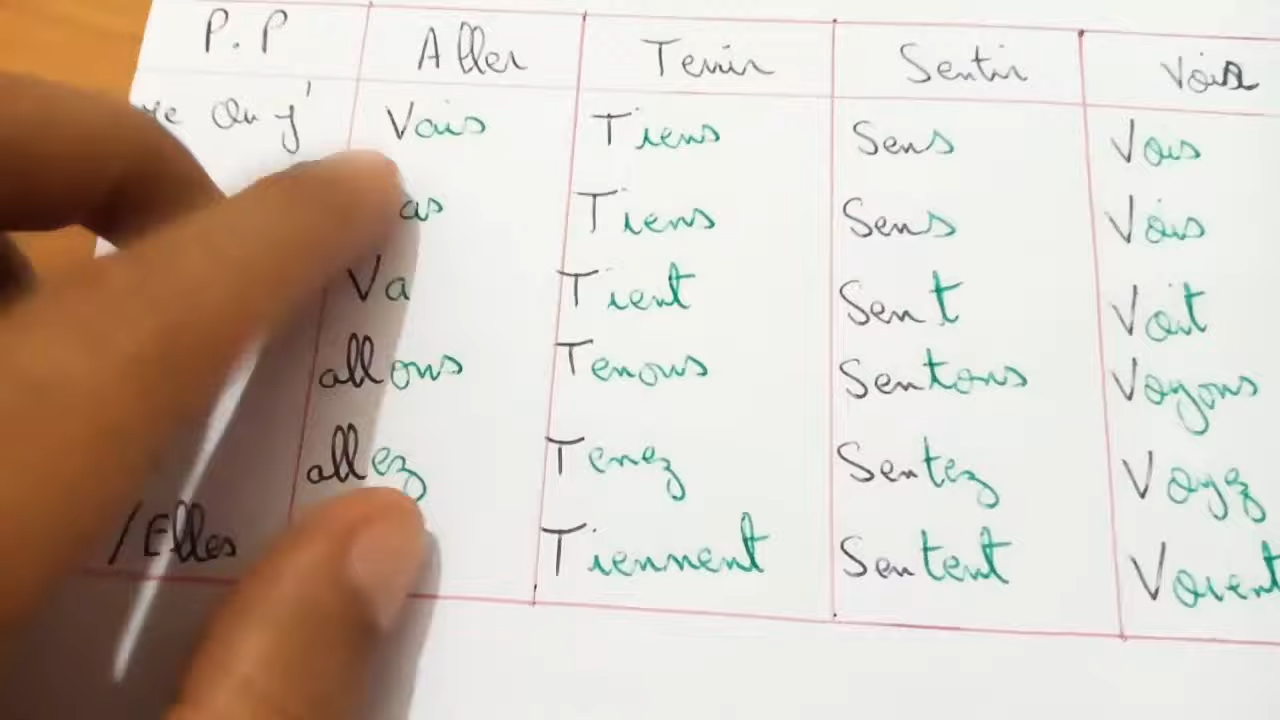 P.P Aller Tenir Sentir Voir
ou j' Vais Tiens Sens Vois
as Tiens Sens Vois
Va Tient Sent Voit
allons Tenons Sentons Voyons
allez Tenez Sentez Voyez
/Elles Tiennent Sentent Voient